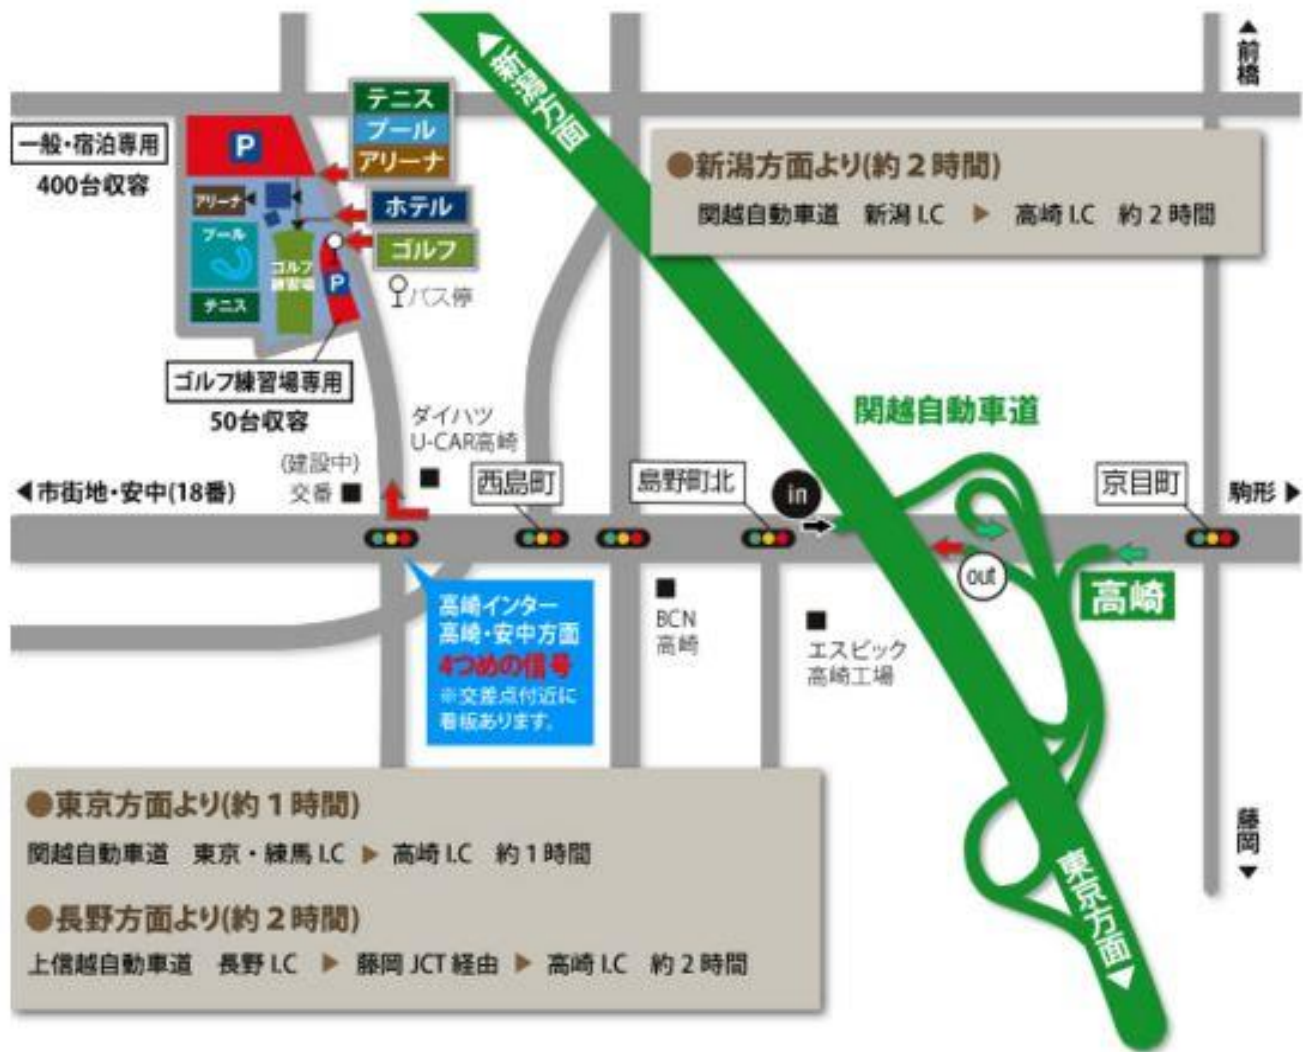 ▲前橋
新潟方面
テニス
プール
アリーナ
一般・宿泊専用
400台収容
P
●新潟方面より(約2時間)
関越自動車道 新潟I.C ▶ 高崎I.C 約2時間
アリーナ
ホテル
プール
ゴルフ
ゴルフ
練習場
P
バス停
テニス
ゴルフ練習場専用
50台収容
ダイハツ
U-CAR高崎
関越自動車道
(建設中)
交番
◀市街地・安中(18番)
西島町
島野町北
in
京目町
駒形▶
out
高崎
高崎インター
高崎・安中方面
4つめの信号
※交差点付近に
看板あります。
BCN
高崎
エスビック
高崎工場
●東京方面より(約1時間)
関越自動車道 東京・練馬I.C ▶ 高崎I.C 約1時間
藤岡▼
●長野方面より(約2時間)
上信越自動車道 長野I.C ▶ 藤岡JCT経由 ▶ 高崎I.C 約2時間
東京方面